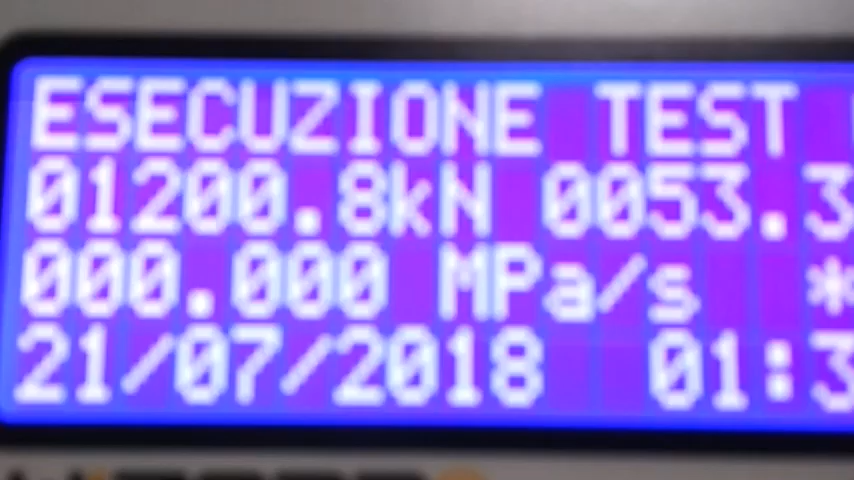 ESECUZIONE TEST
01200.8kN 0053.3
000.000 MPa/s *
21/07/2018 01:3